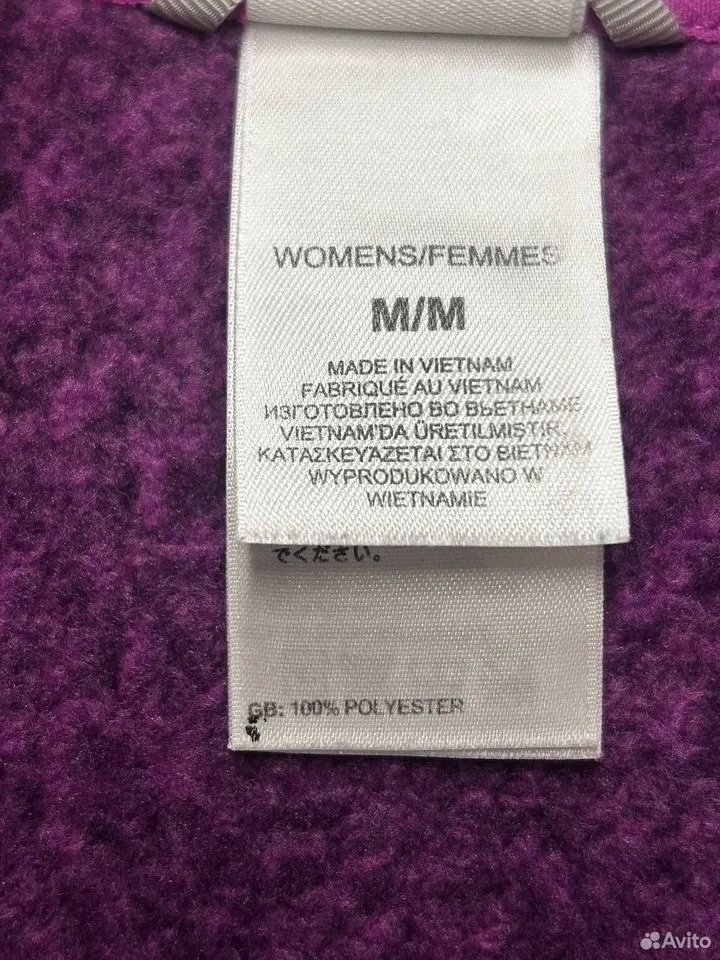 WOMENS/FEMMES
M/M
MADE IN VIETNAM
FABRIQUÉ AU VIETNAM
ИЗГОТОВЛЕНО ВО ВЬЕТНАМЕ
VIETNAM'DA ÜRETILMIŞTIR.
ΚΑΤΑΣΚΕΥΑΖΕΤΑΙ ΣΤΟ ΒΙΕΤΝΑΜ
WYPRODUKOWANO W
WIETNAMIE
でください。
GB: 100% POLYESTER
Avito